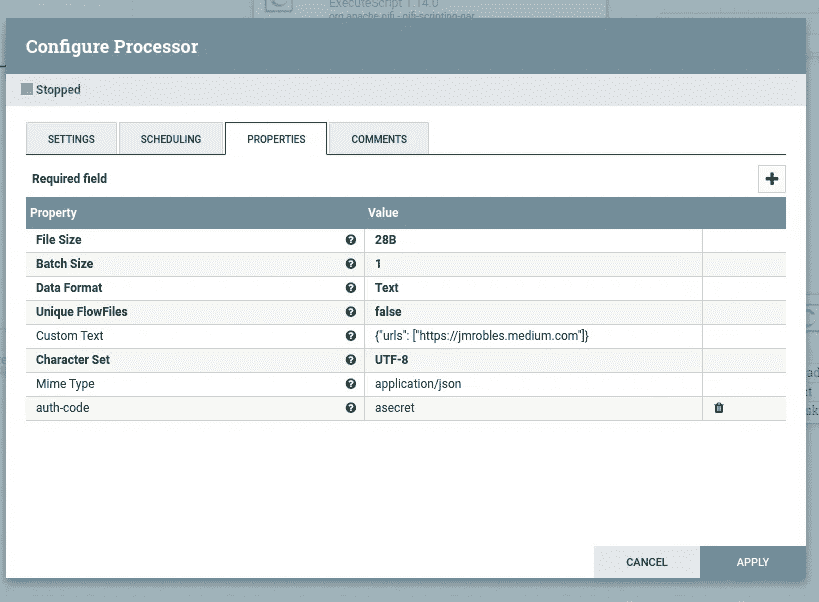 ExecuteScript 1.14.0
org.apache.nifi - nifi-scripting-nar
Configure Processor
Stopped
SETTINGS SCHEDULING PROPERTIES COMMENTS
Required field
Property Value
File Size 28B
Batch Size 1
Data Format Text
Unique FlowFiles false
Custom Text {"urls": ["https://jmrobles.medium.com"]}
Character Set UTF-8
Mime Type application/json
auth-code asecret
CANCEL APPLY